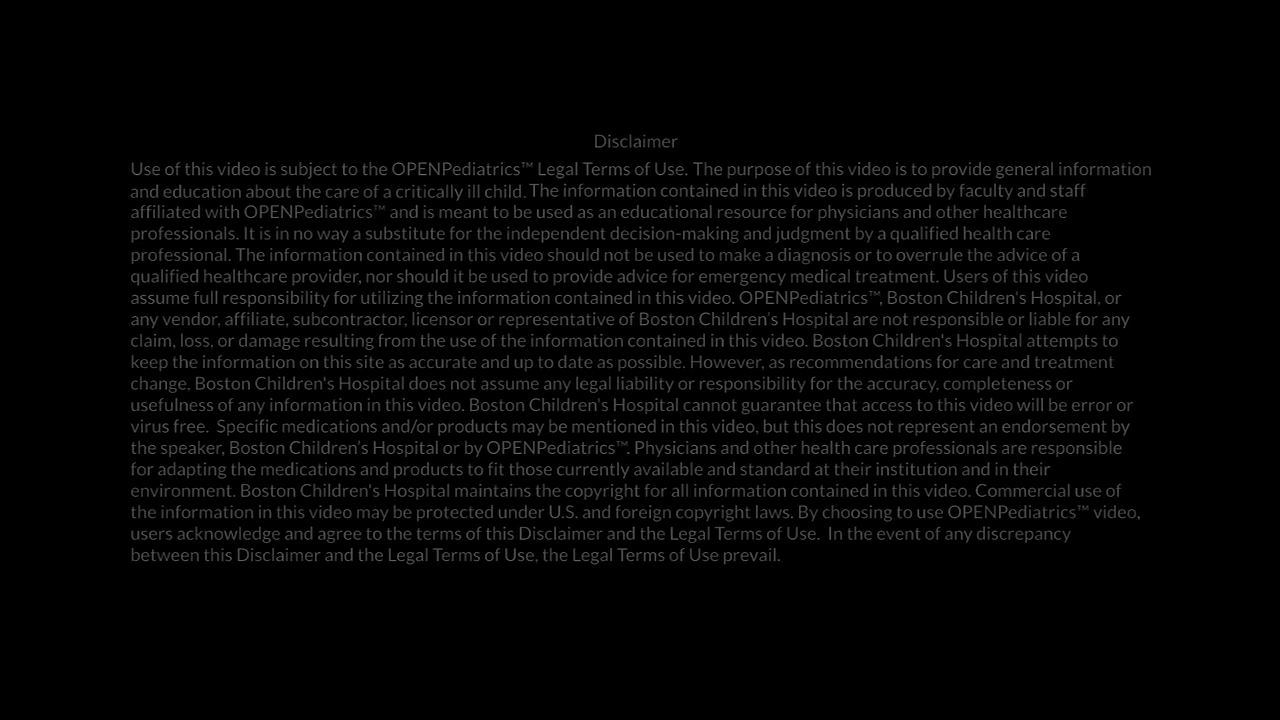 Disclaimer
Use of this video is subject to the OPENPediatrics™ Legal Terms of Use. The purpose of this video is to provide general information
and education about the care of a critically ill child. The information contained in this video is produced by faculty and staff
affiliated with OPENPediatrics™ and is meant to be used as an educational resource for physicians and other healthcare
professionals. It is in no way a substitute for the independent decision-making and judgment by a qualified health care
professional. The information contained in this video should not be used to make a diagnosis or to overrule the advice of a
qualified healthcare provider, nor should it be used to provide advice for emergency medical treatment. Users of this video
assume full responsibility for utilizing the information contained in this video. OPENPediatrics™, Boston Children's Hospital, or
any vendor, affiliate, subcontractor, licensor or representative of Boston Children's Hospital are not responsible or liable for any
claim, loss, or damage resulting from the use of the information contained in this video. Boston Children's Hospital attempts to
keep the information on this site as accurate and up to date as possible. However, as recommendations for care and treatment
change, Boston Children's Hospital does not assume any legal liability or responsibility for the accuracy, completeness or
usefulness of any information in this video. Boston Children's Hospital cannot guarantee that access to this video will be error or
virus free.  Specific medications and/or products may be mentioned in this video, but this does not represent an endorsement by
the speaker, Boston Children's Hospital or by OPENPediatrics™. Physicians and other health care professionals are responsible
for adapting the medications and products to fit those currently available and standard at their institution and in their
environment. Boston Children's Hospital maintains the copyright for all information contained in this video. Commercial use of
the information in this video may be protected under U.S. and foreign copyright laws. By choosing to use OPENPediatrics™ video,
users acknowledge and agree to the terms of this Disclaimer and the Legal Terms of Use.  In the event of any discrepancy
between this Disclaimer and the Legal Terms of Use, the Legal Terms of Use prevail.